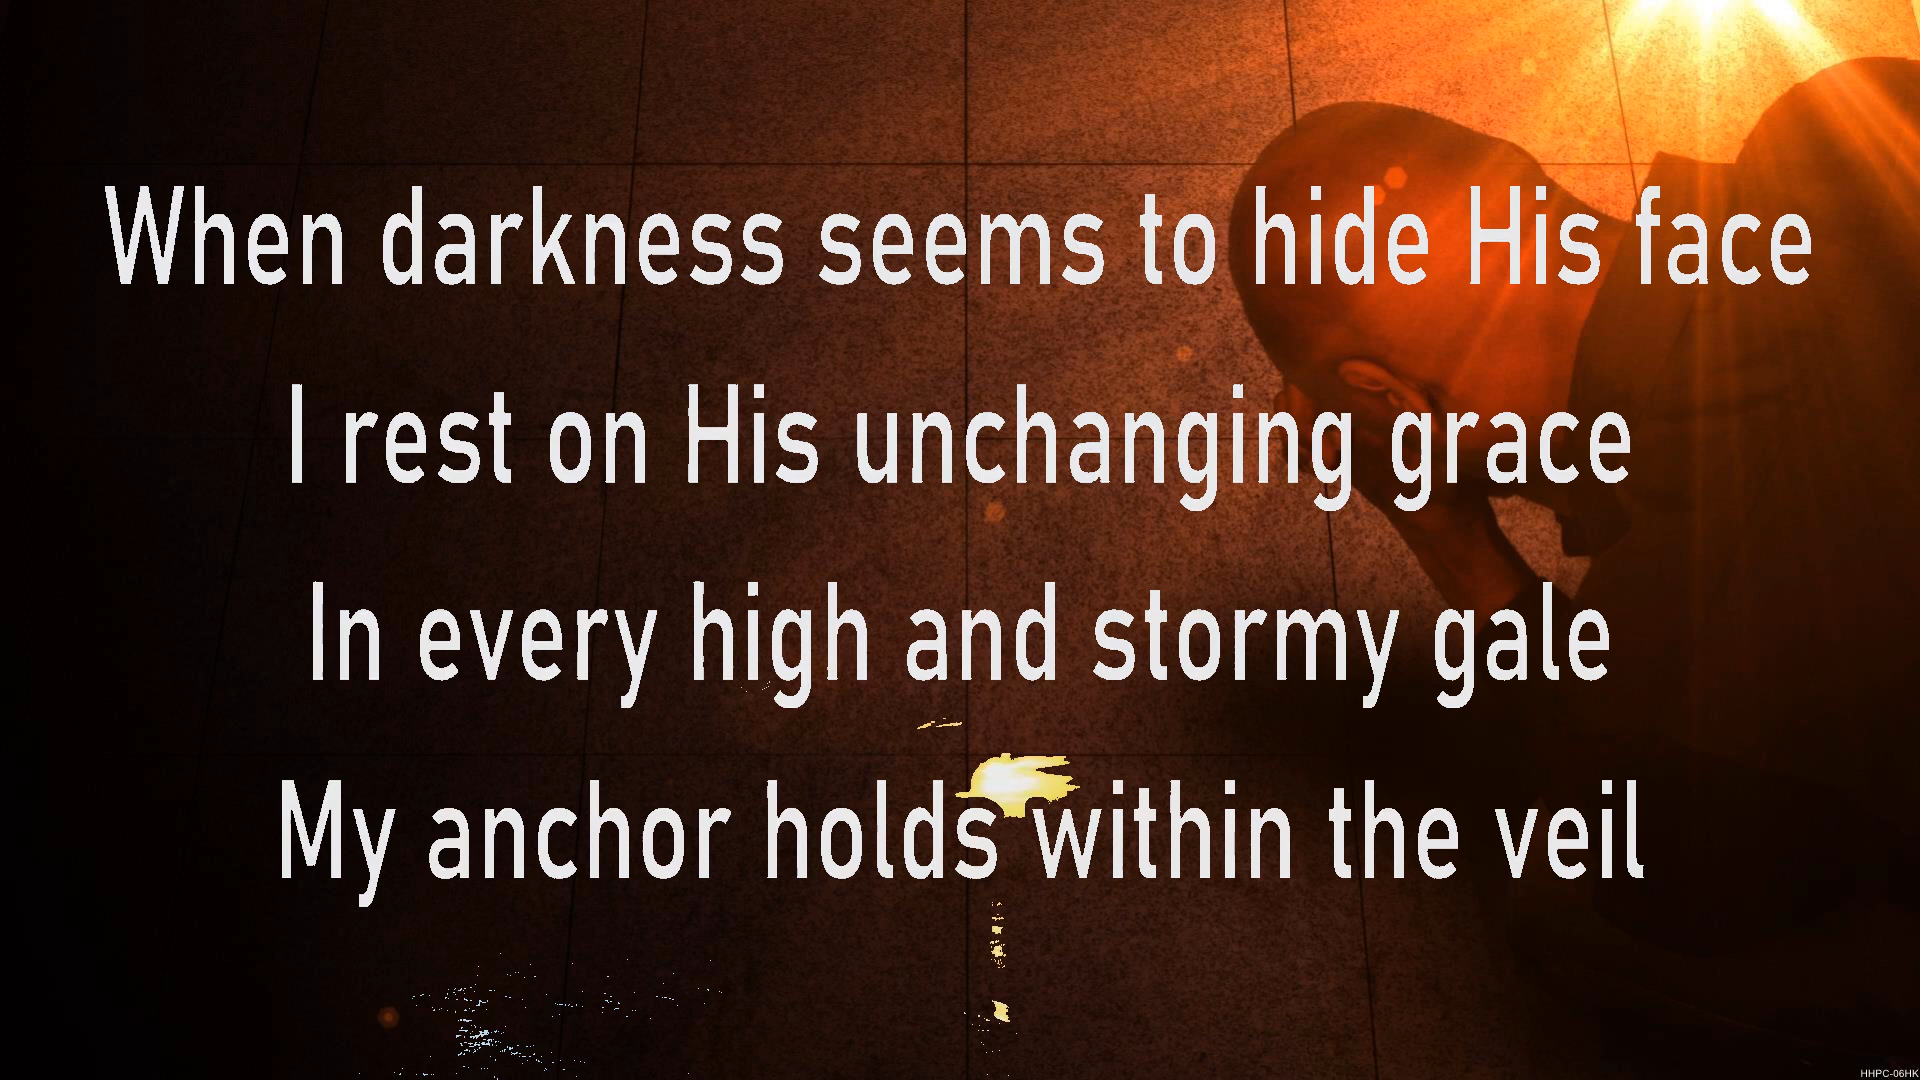 When darkness seems to hide His face
I rest on His unchanging grace
In every high and stormy gale
My anchor holds within the veil
HHPC-06HK